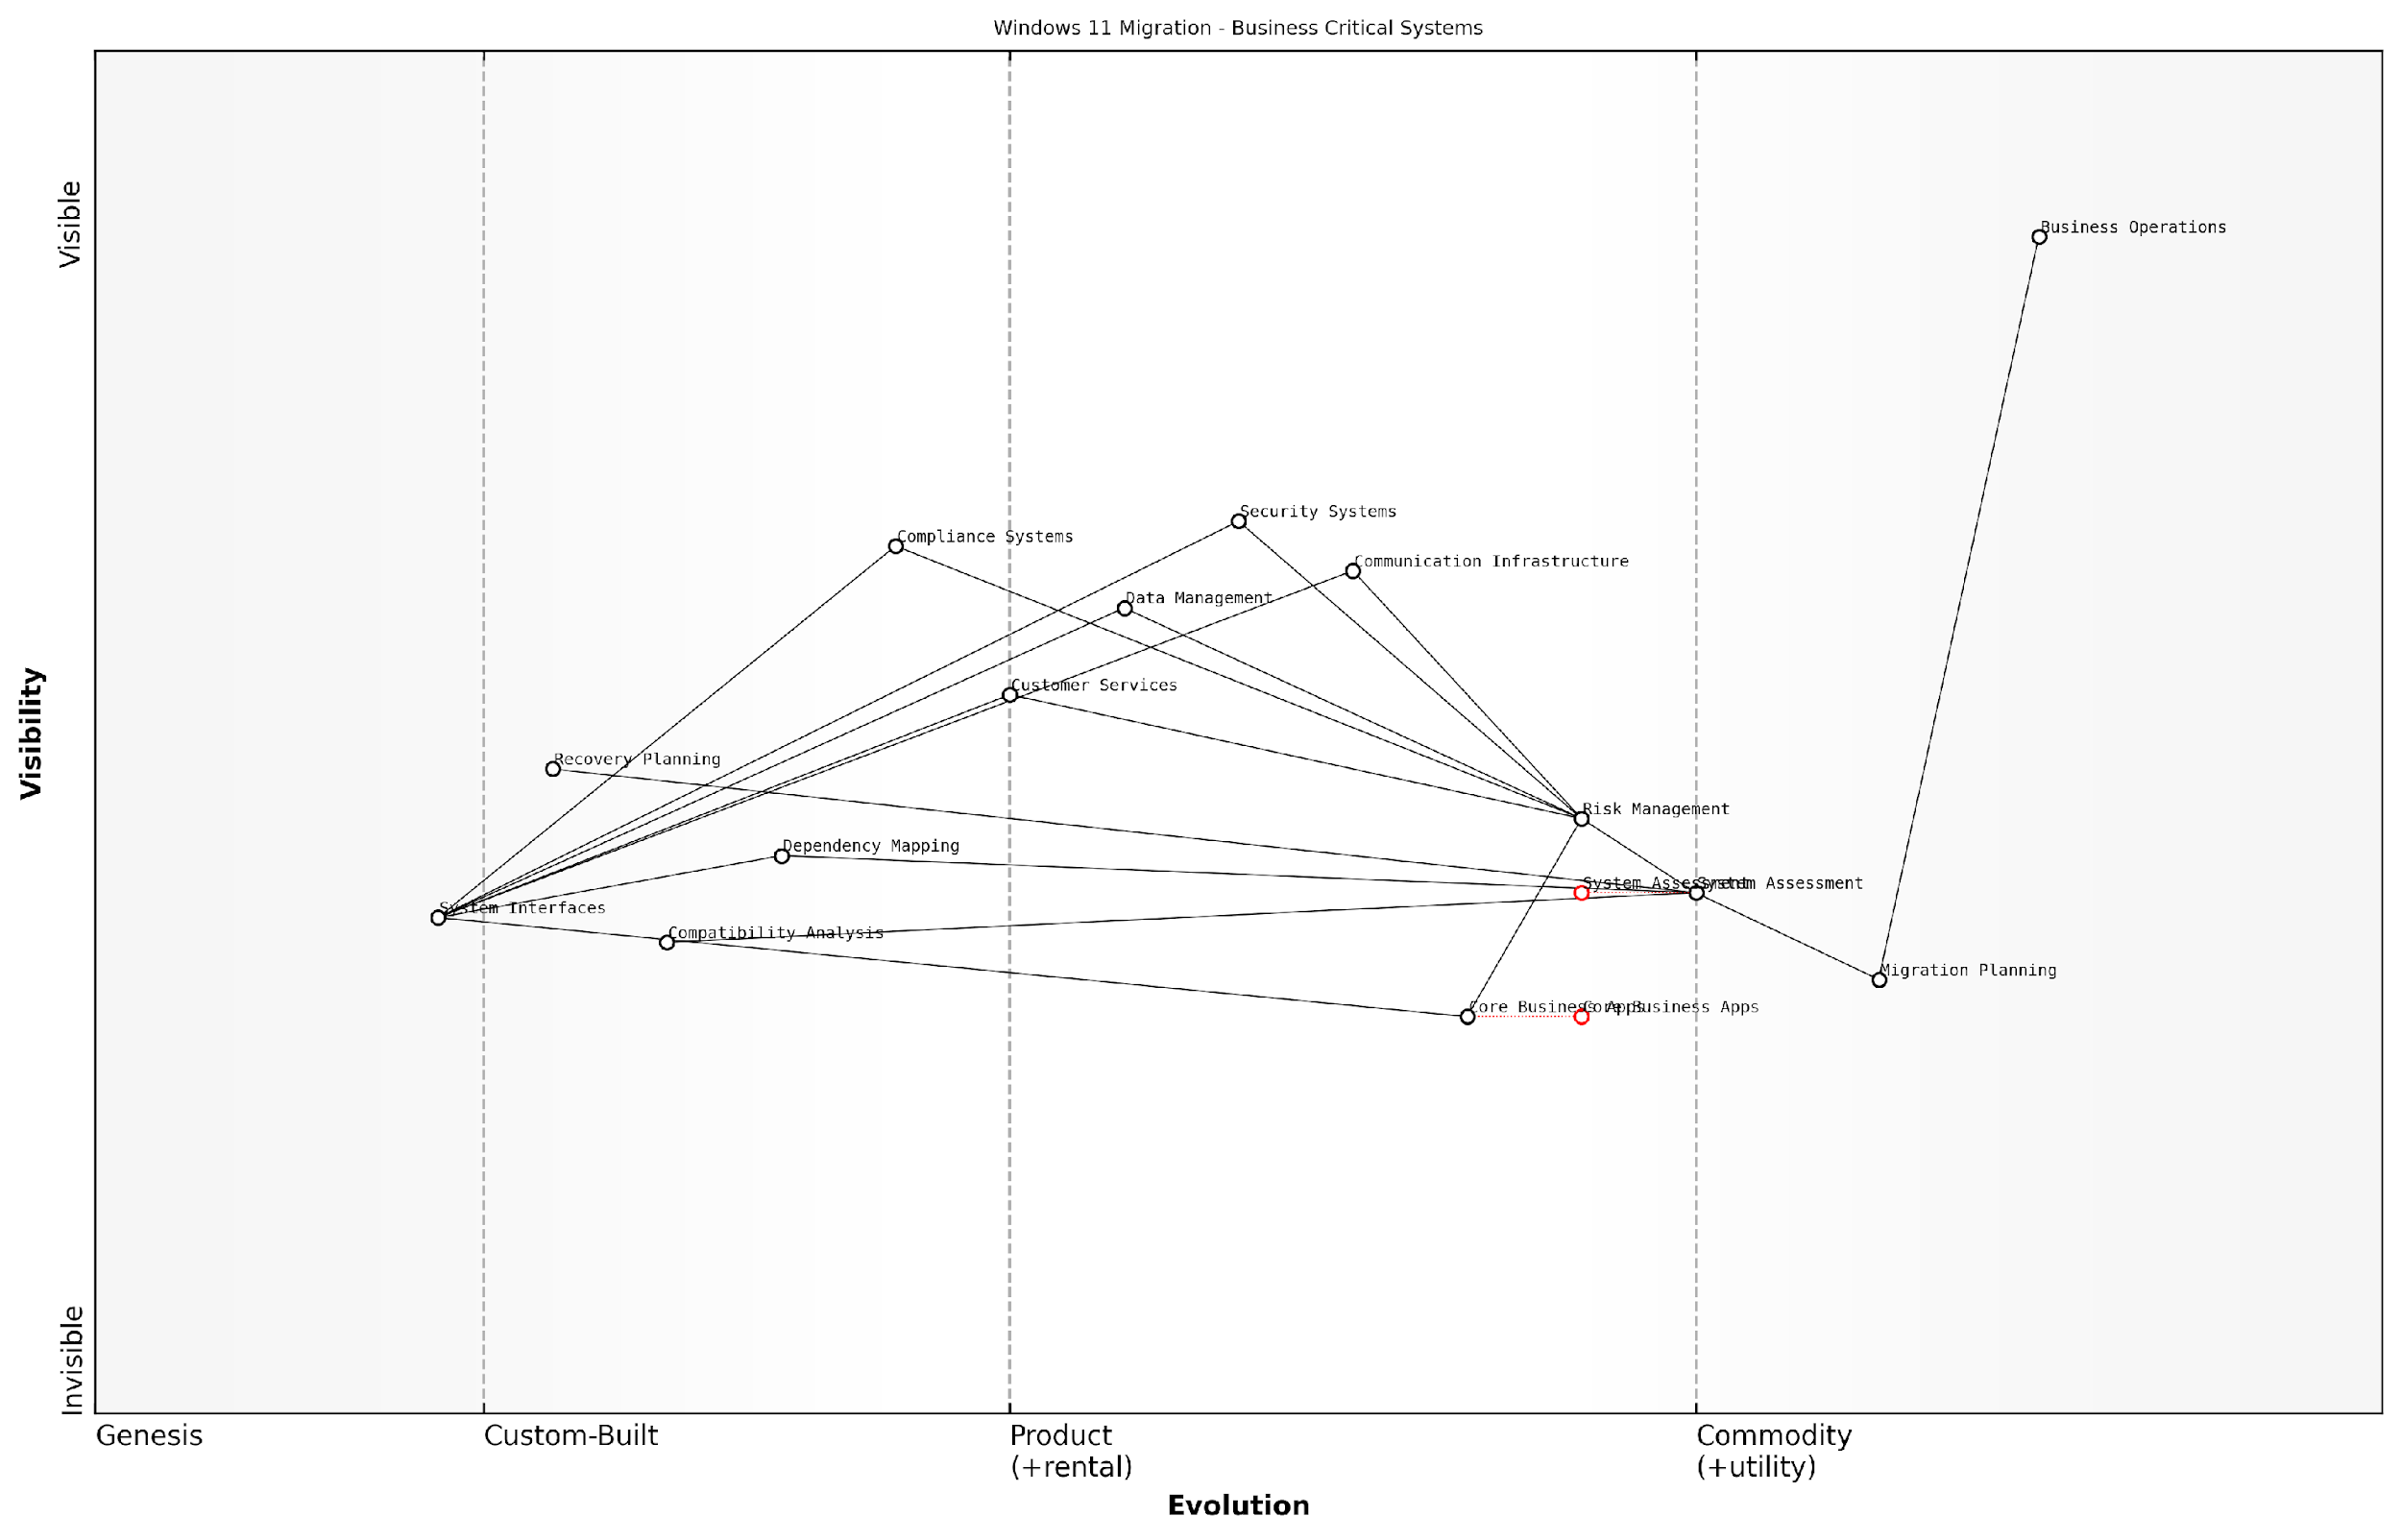 Windows 11 Migration - Business Critical Systems
Visible
Business Operations
Security Systems
Compliance Systems
Communication Infrastructure
Data Management
Customer Services
Visibility
Recovery Planning
Risk Management
Dependency Mapping
System Assessment
System Assessment
System Interfaces
Compatibility Analysis
Migration Planning
Core Business Apps
Core Business Apps
Invisible
Genesis
Custom-Built
Product
(+rental)
Commodity
(+utility)
Evolution